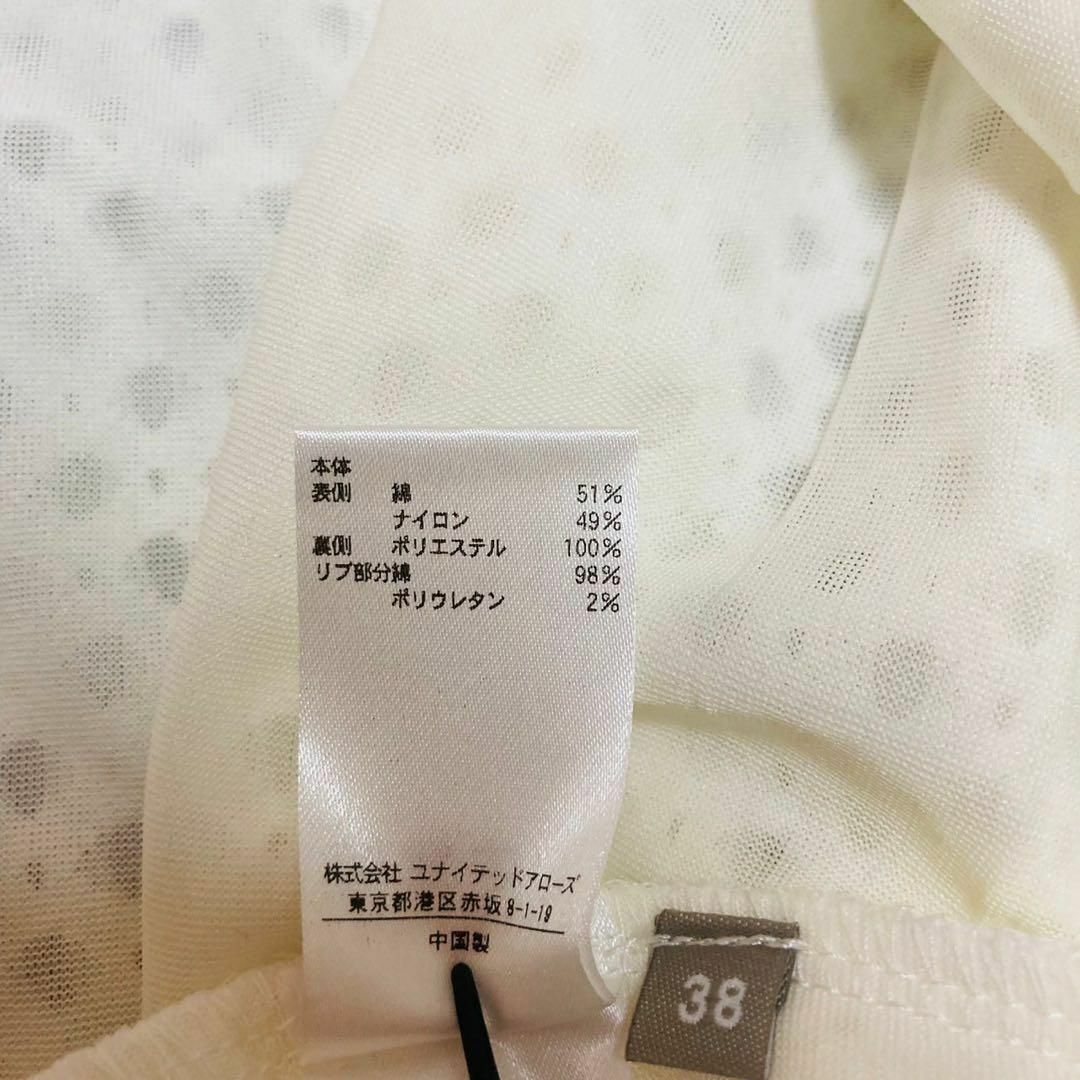 本体
表側 綿 51%
ナイロン 49%
裏側 ポリエステル 100%
リブ部分綿 98%
ポリウレタン 2%
株式会社 ユナイテッドアローズ
東京都港区赤坂8-1-19
中国製
38